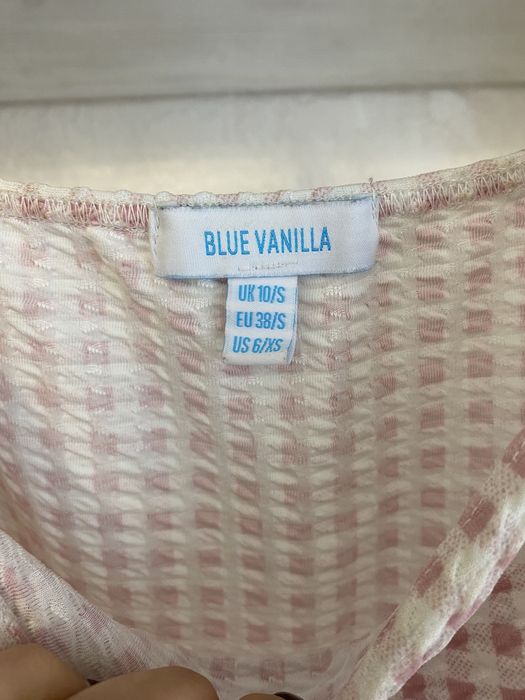 BLUE VANILLA
UK 10/S
EU 38/S
US 6/XS